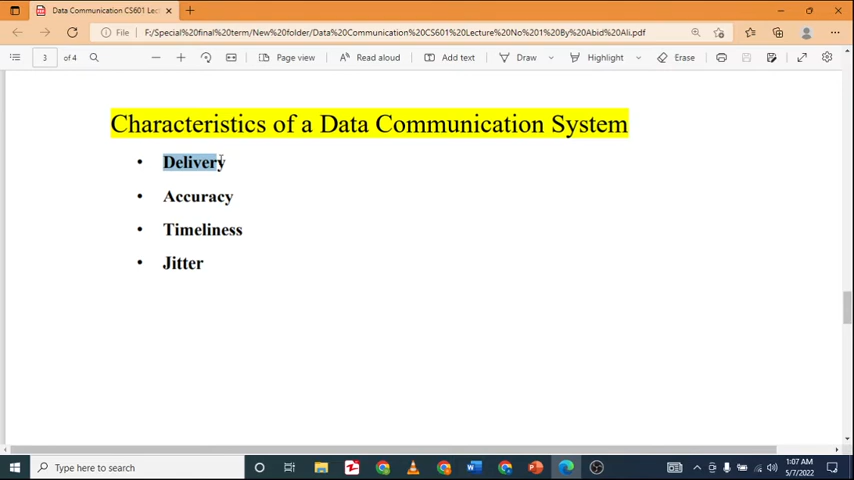 Data Communication CS601 Lec
File
F:/Special%20final%20term/New%20folder/Data%20Communication%20CS601%20Lecture%20No%201%20By%20Abid%20Ali.pdf
3 of 4
Page view
Read aloud
Add text
Draw
Highlight
Erase
Characteristics of a Data Communication System
• Delivery
• Accuracy
• Timeliness
• Jitter
Type here to search
1:07 AM
5/7/2022